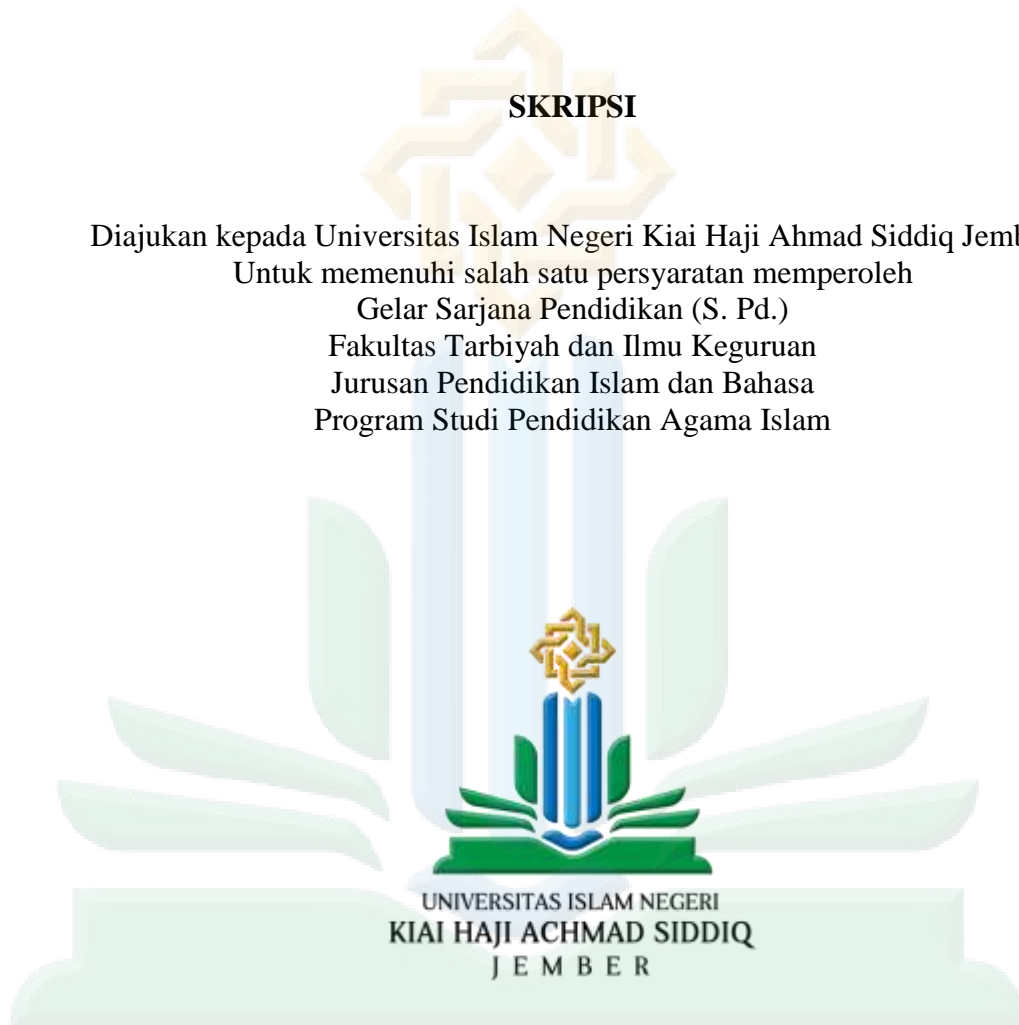 SKRIPSI
Diajukan kepada Universitas Islam Negeri Kiai Haji Ahmad Siddiq
Untuk memenuhi salah satu persyaratan memperoleh
Gelar Sarjana Pendidikan (S. Pd.)
Fakultas Tarbiyah dan Ilmu Keguruan
Jurusan Pendidikan Islam dan Bahasa
Program Studi Pendidikan Agama Islam
UNIVERSITAS ISLAM NEGERI
KIAI HAJI ACHMAD SIDDIQ
JEMBER